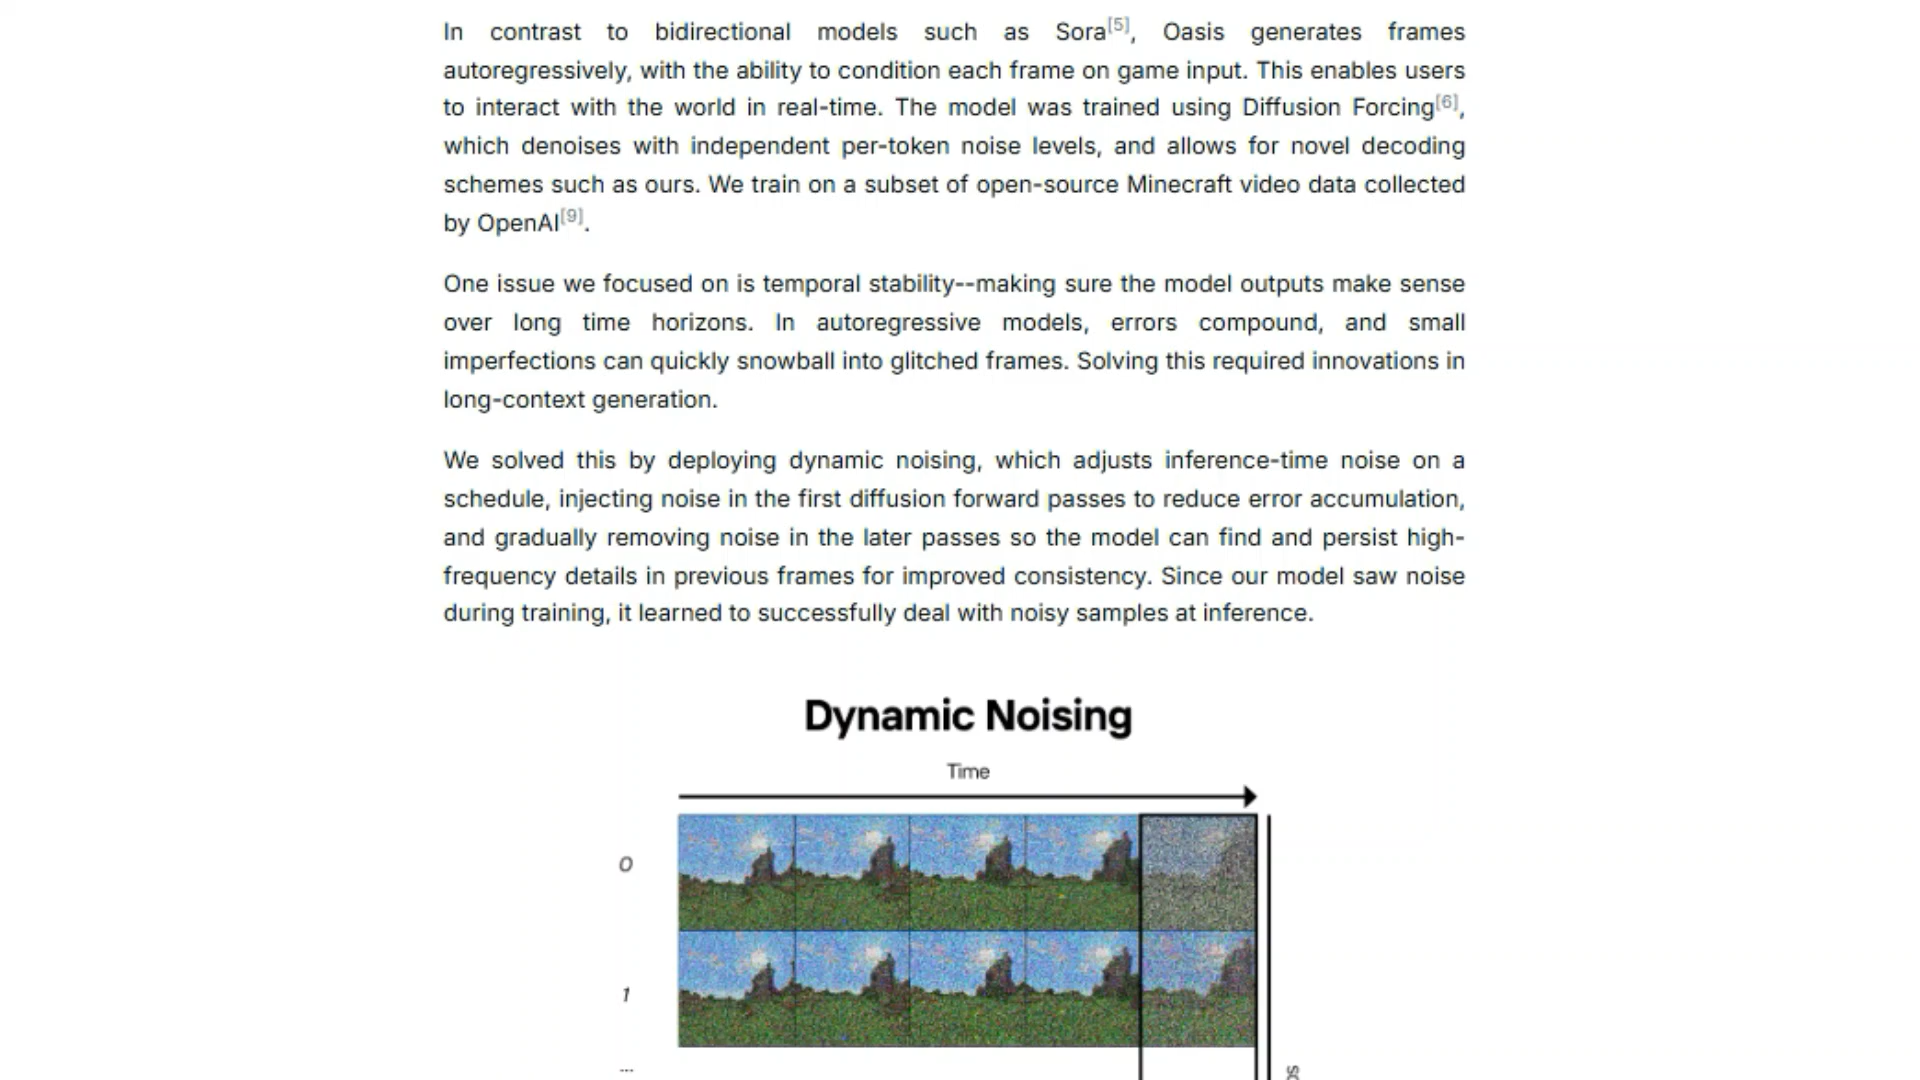 In contrast to bidirectional models such as Sora[5], Oasis generates frames
autoregressively, with the ability to condition each frame on game input. This enables users
to interact with the world in real-time. The model was trained using Diffusion Forcing[6],
which denoises with independent per-token noise levels, and allows for novel decoding
schemes such as ours. We train on a subset of open-source Minecraft video data collected
by OpenAI[9].
One issue we focused on is temporal stability--making sure the model outputs make sense
over long time horizons. In autoregressive models, errors compound, and small
imperfections can quickly snowball into glitched frames. Solving this required innovations in
long-context generation.
We solved this by deploying dynamic noising, which adjusts inference-time noise on a
schedule, injecting noise in the first diffusion forward passes to reduce error accumulation,
and gradually removing noise in the later passes so the model can find and persist high-
frequency details in previous frames for improved consistency. Since our model saw noise
during training, it learned to successfully deal with noisy samples at inference.
Dynamic Noising
Time
0
1
...